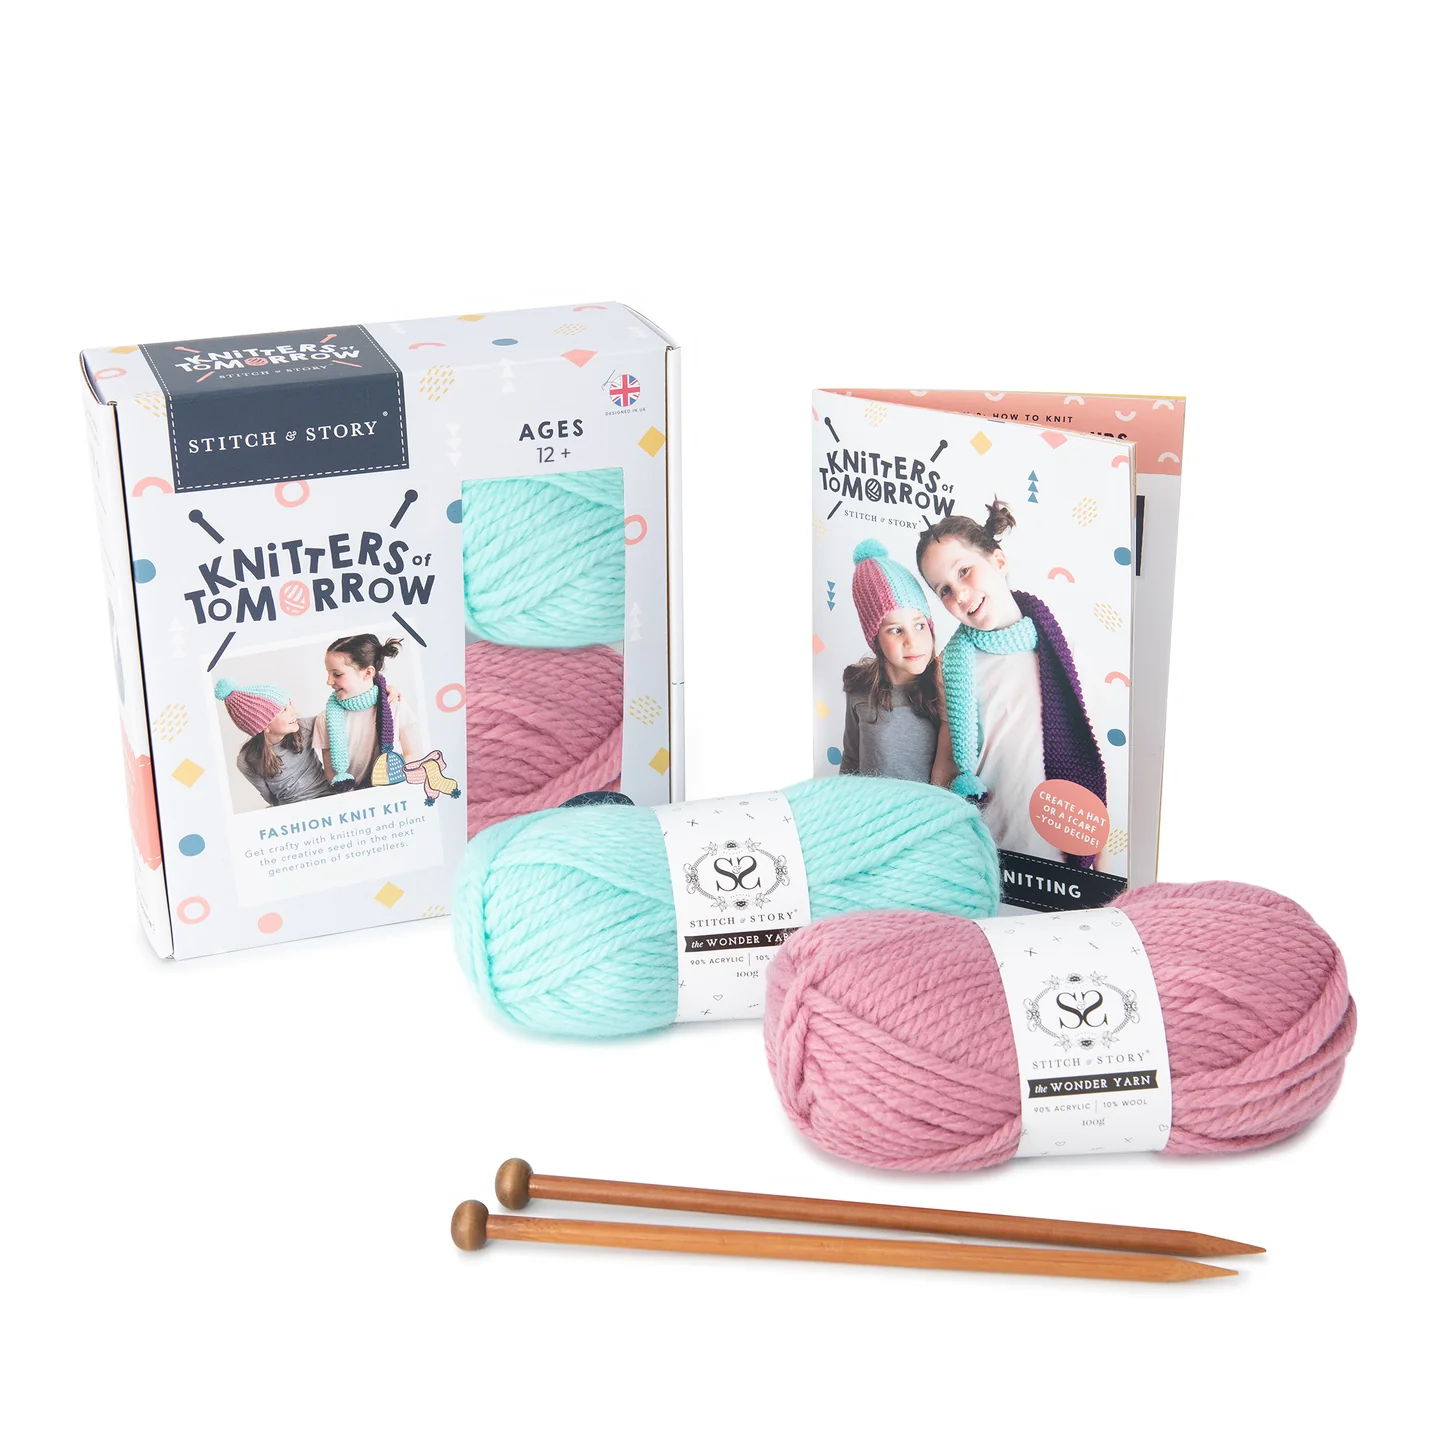 KNITTERS of
TOMORROW
STITCH & STORY
STITCH & STORY®
DESIGNED IN UK
AGES
12 +
KNITTERS of
TOMORROW
FASHION KNIT KIT
Get crafty with knitting and plant
the creative seed in the next
generation of storytellers.
HOW TO KNIT
KNITTERS of
TOMORROW
STITCH & STORY®
CREATE A HAT
OR A SCARF
-YOU DECIDE!
NITTING
S&S
STITCH & STORY®
the WONDER YARN
90% ACRYLIC | 10%
100g
S&S
STITCH & STORY®
the WONDER YARN
90% ACRYLIC | 10% WOOL
100g